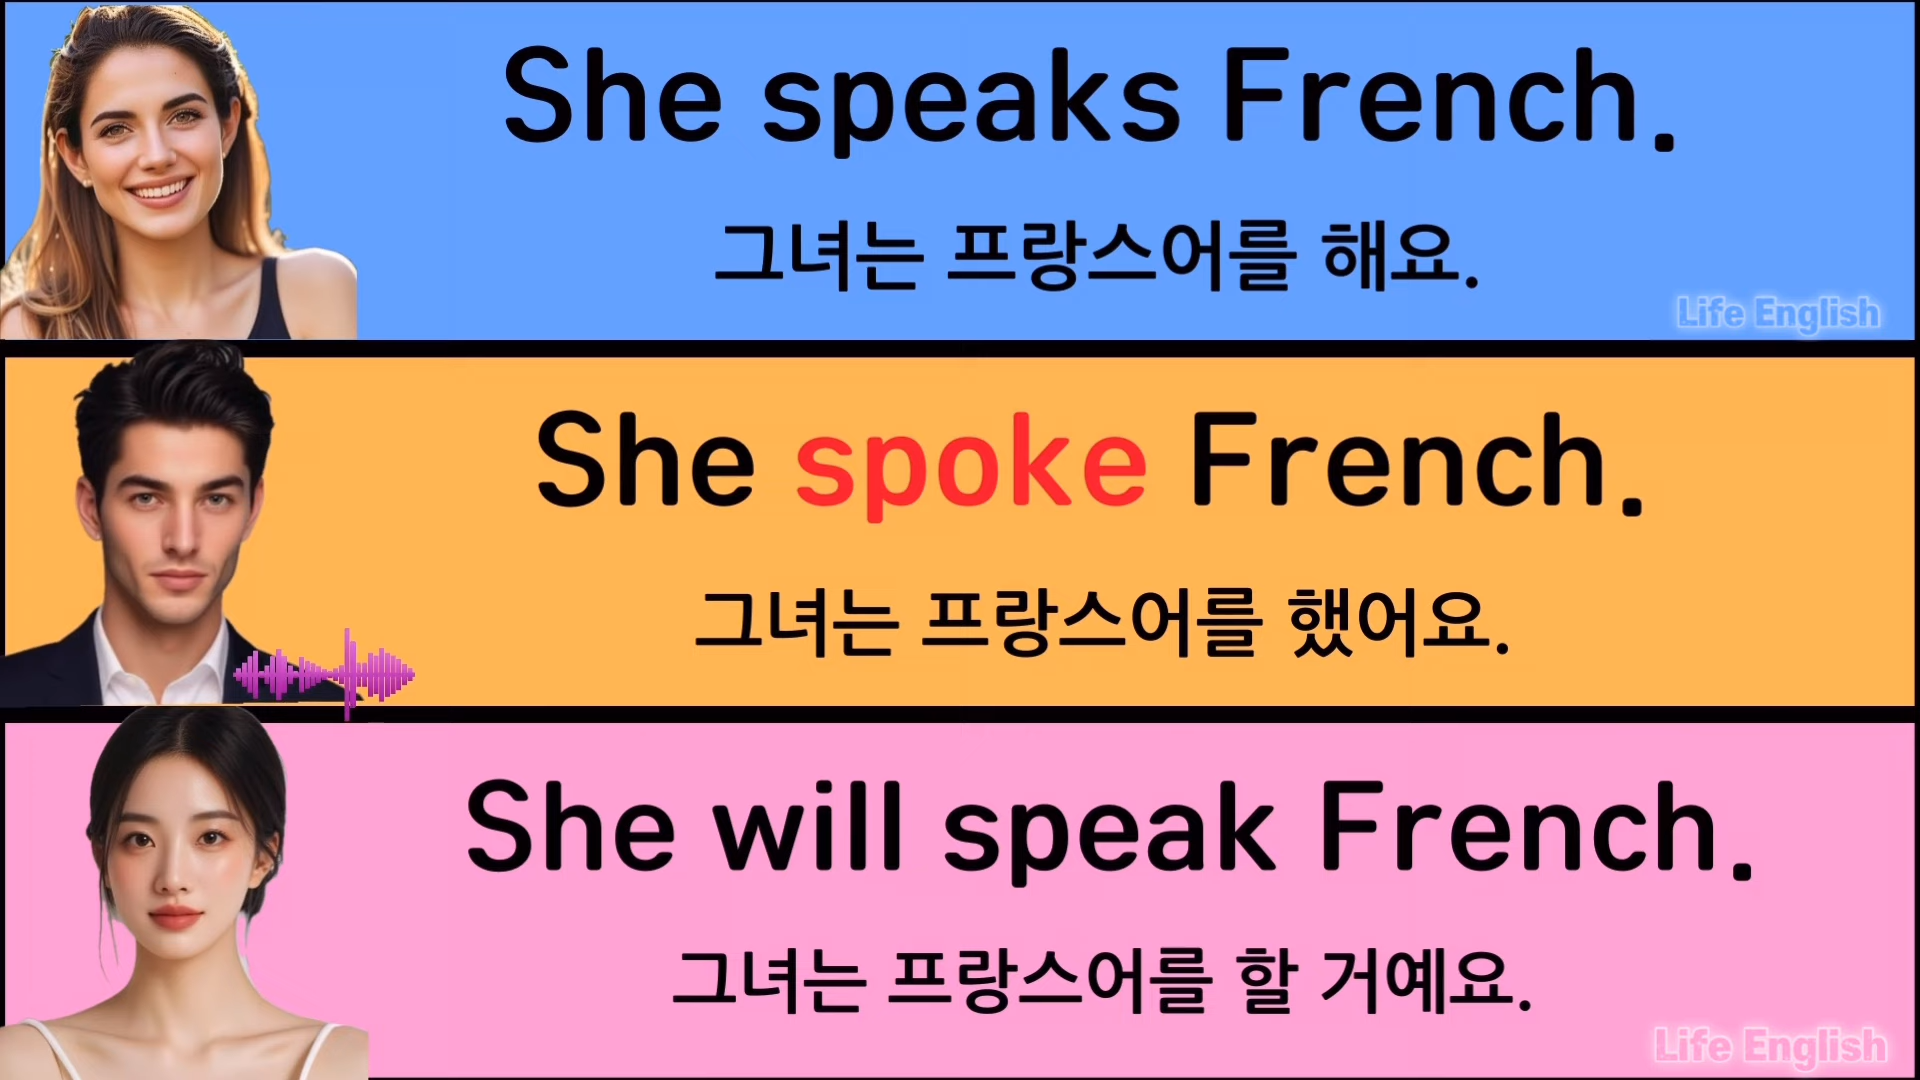 She speaks French.
그녀는 프랑스어를 해요.
Life English
She spoke French.
그녀는 프랑스어를 했어요.
She will speak French.
그녀는 프랑스어를 할 거예요.
Life English